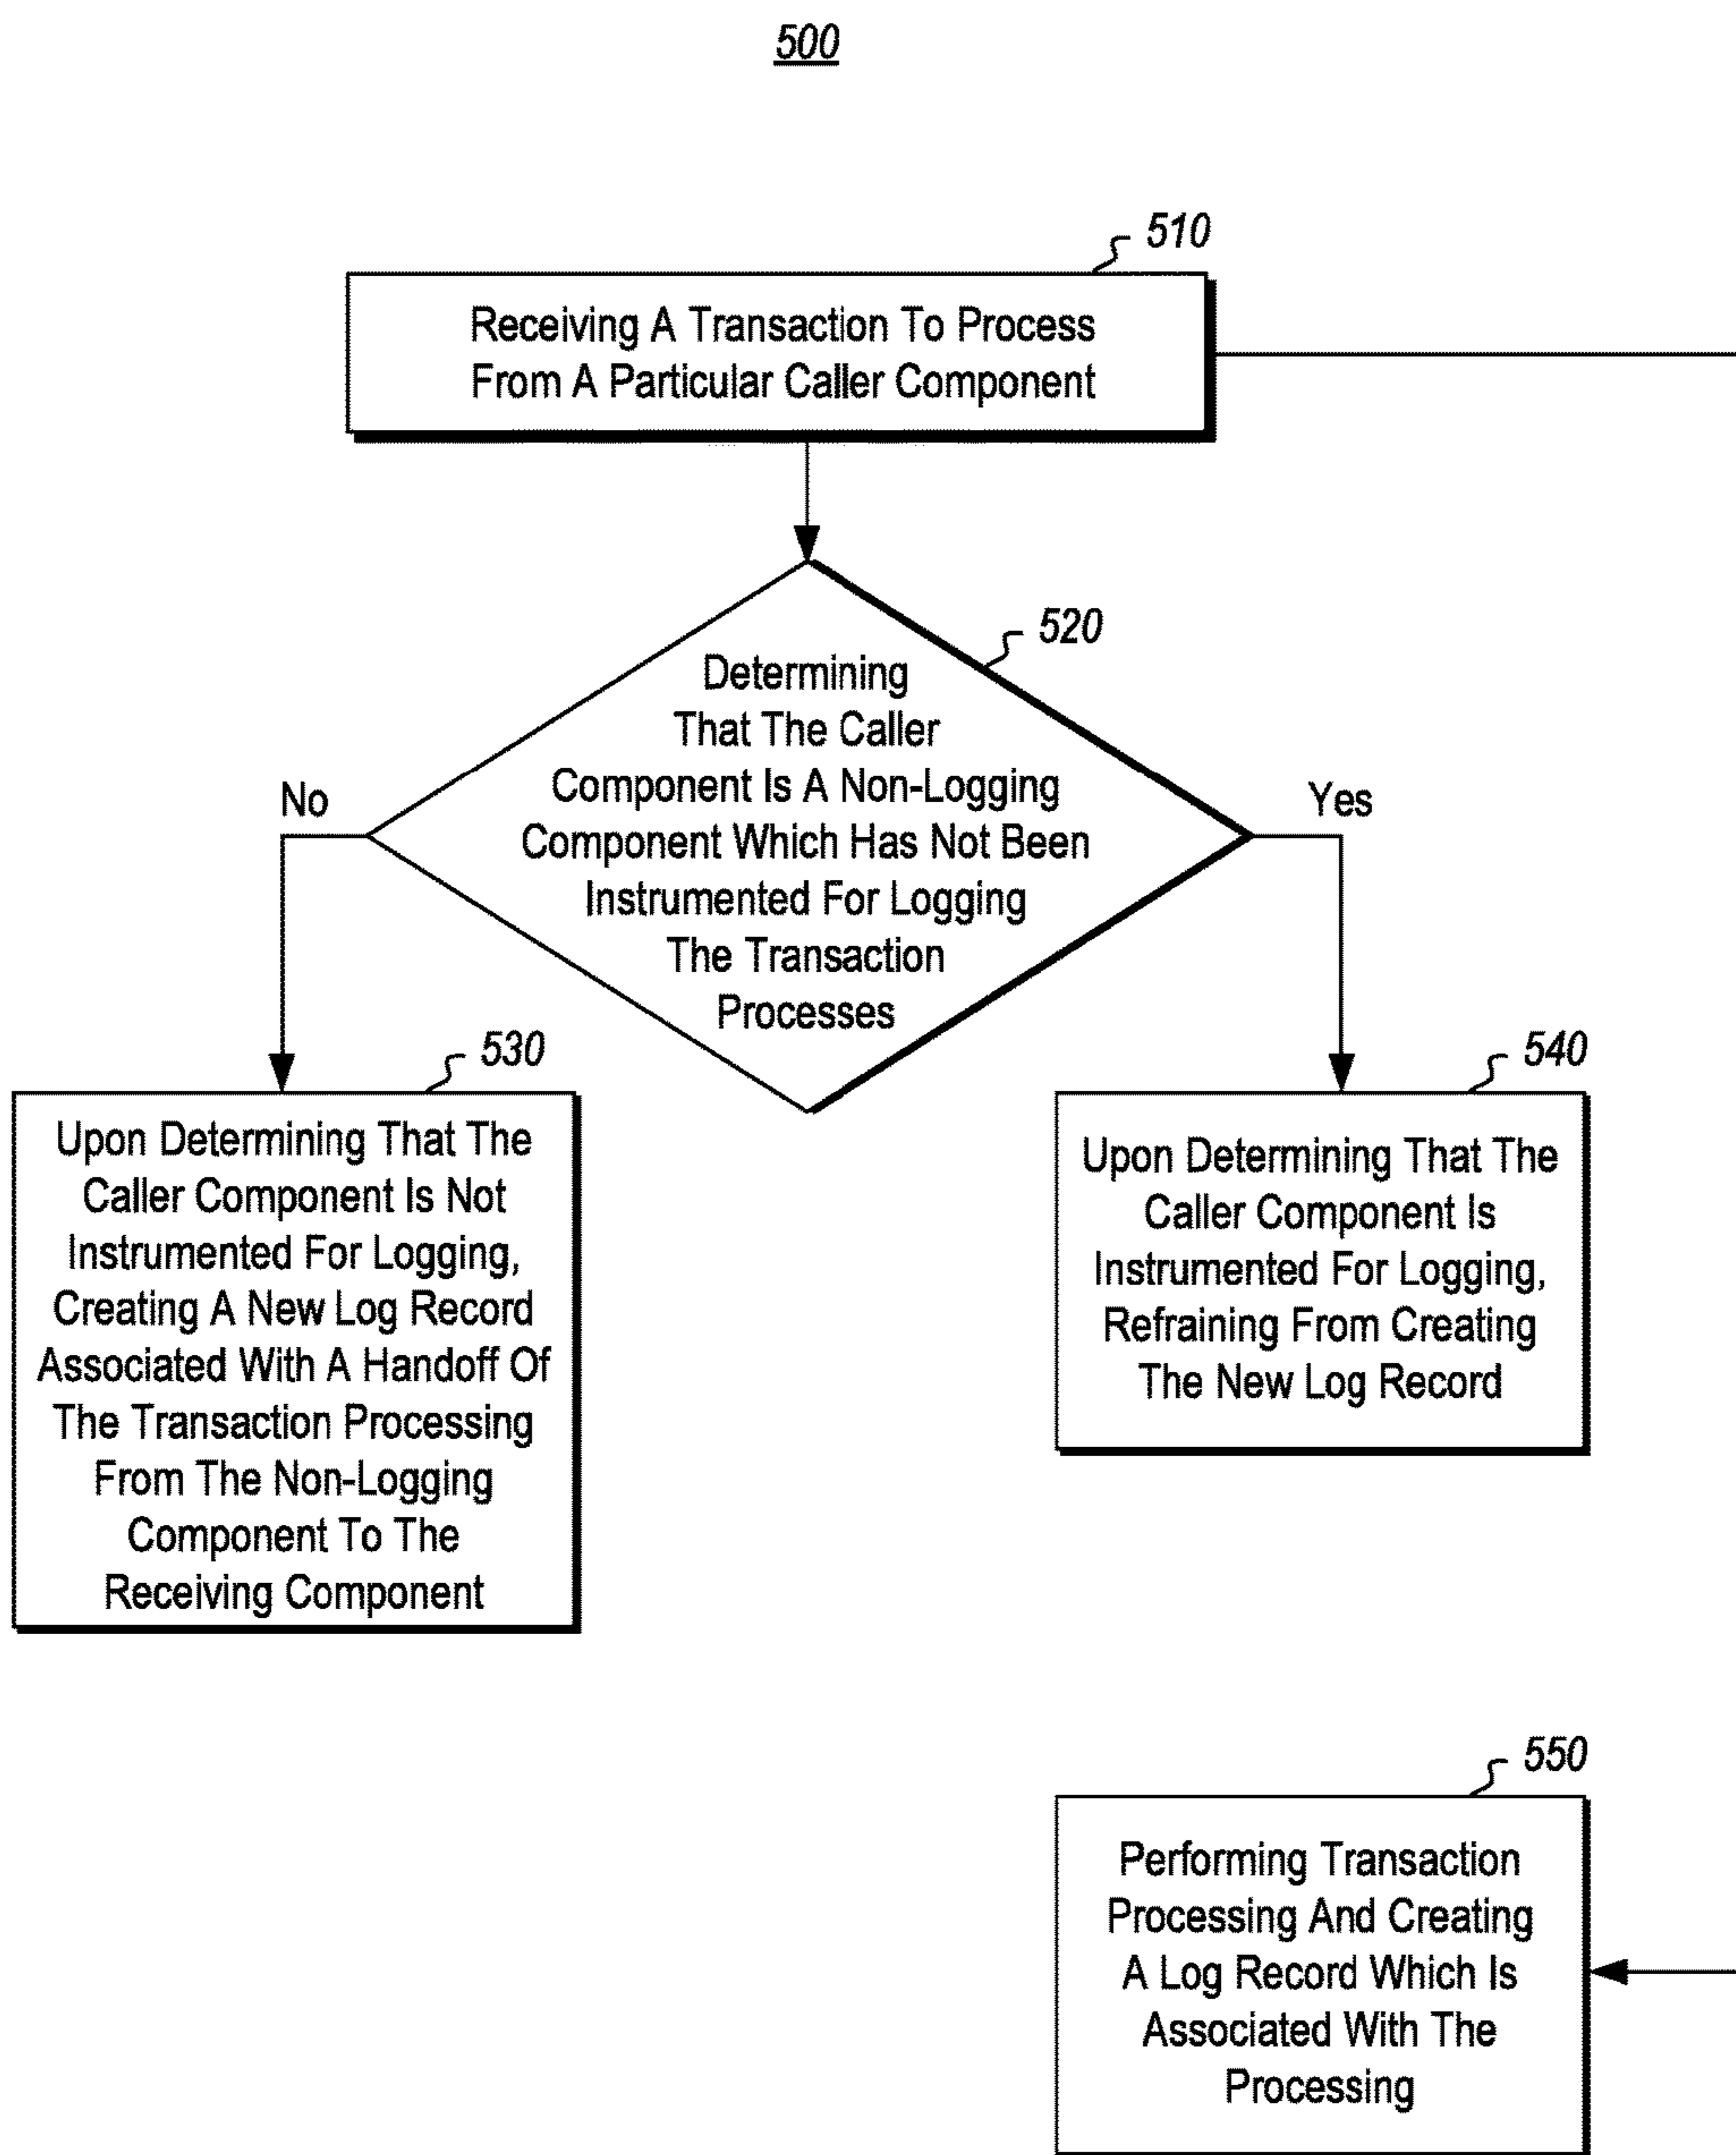 500
510
Receiving A Transaction To Process
From A Particular Caller Component
520
Determining
That The Caller
Component Is A Non-Logging
Component Which Has Not Been
Instrumented For Logging
The Transaction
Processes
No
Yes
530
Upon Determining That The
Caller Component Is Not
Instrumented For Logging,
Creating A New Log Record
Associated With A Handoff Of
The Transaction Processing
From The Non-Logging
Component To The
Receiving Component
540
Upon Determining That The
Caller Component Is
Instrumented For Logging,
Refraining From Creating
The New Log Record
550
Performing Transaction
Processing And Creating
A Log Record Which Is
Associated With The
Processing